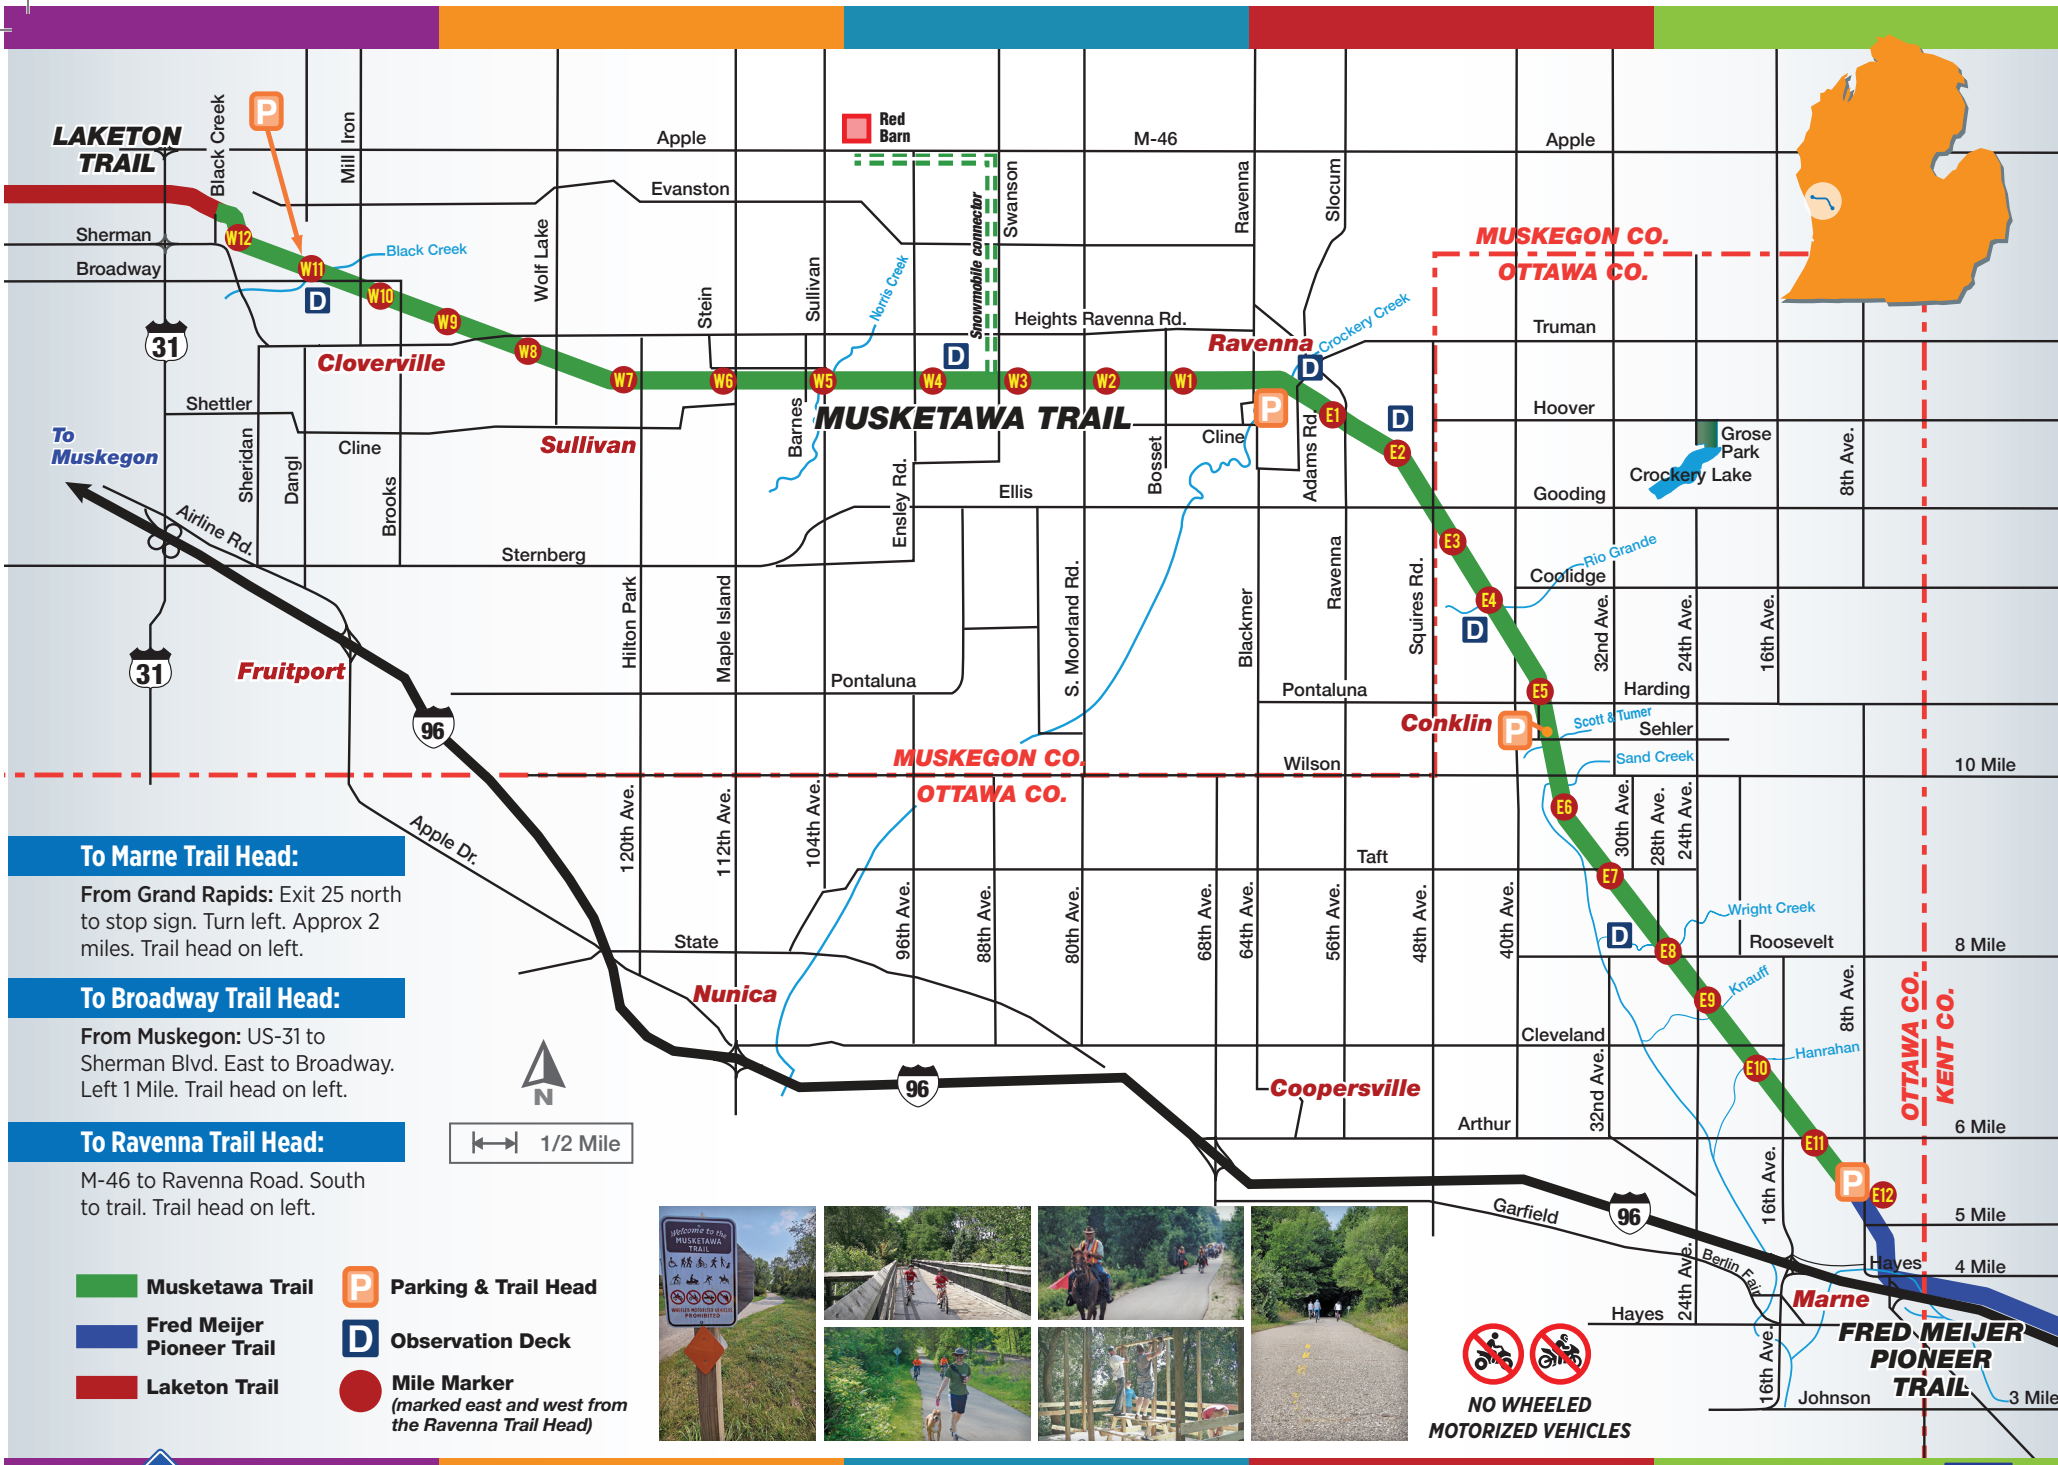 LAKETON
TRAIL
Black Creek
P
Mill Iron
Apple
Red
Barn
M-46
Apple
Evanston
Snowmobile connector
Swanson
Ravenna
Slocum
Sherman
Broadway
W12
W11
W10
W9
W8
W7
W6
W5
W4
W3
W2
W1
D
Black Creek
Wolf Lake
Stein
Sullivan
Norris Creek
D
Heights Ravenna Rd.
Ravenna
Crockery Creek
D
MUSKEGON CO.
OTTAWA CO.
Truman
31
Cloverville
Shettler
To
Muskegon
Sheridan
Dangl
Cline
Brooks
Sullivan
Barnes
MUSKETAWA TRAIL
Ensley Rd.
Ellis
Bosset
Cline
P
Adams Rd.
E1
D
E2
Hoover
Grose
Park
Crockery Lake
8th Ave.
Gooding
Airline Rd.
Sternberg
E3
Rio Grande
Coolidge
E4
D
31
Fruitport
Hilton Park
Maple Island
Pontaluna
S. Moorland Rd.
Blackmer
Ravenna
Squires Rd.
32nd Ave.
24th Ave.
16th Ave.
Pontaluna
E5
Harding
Conklin
P
Scott & Turner
Sehler
96
MUSKEGON CO.
OTTAWA CO.
Wilson
Sand Creek
10 Mile
E6
120th Ave.
112th Ave.
104th Ave.
30th Ave.
28th Ave.
24th Ave.
Apple Dr.
Taft
E7
96th Ave.
88th Ave.
80th Ave.
68th Ave.
64th Ave.
56th Ave.
48th Ave.
40th Ave.
Wright Creek
D
E8
Roosevelt
8 Mile
State
Nunica
Knauff
E9
8th Ave.
OTTAWA CO.
KENT CO.
Cleveland
Hanrahan
E10
96
Coopersville
32nd Ave.
Arthur
E11
6 Mile
P
E12
16th Ave.
5 Mile
Garfield
96
Berlin Fair
Hayes
4 Mile
24th Ave.
Hayes
Marne
FRED MEIJER
PIONEER
TRAIL
16th Ave.
Johnson
3 Mile
To Marne Trail Head:
From Grand Rapids: Exit 25 north
to stop sign. Turn left. Approx 2
miles. Trail head on left.
To Broadway Trail Head:
From Muskegon: US-31 to
Sherman Blvd. East to Broadway.
Left 1 Mile. Trail head on left.
To Ravenna Trail Head:
M-46 to Ravenna Road. South
to trail. Trail head on left.
N
1/2 Mile
Musketawa Trail
Fred Meijer
Pioneer Trail
Laketon Trail
P
Parking & Trail Head
D
Observation Deck
Mile Marker
(marked east and west from
the Ravenna Trail Head)
Welcome to the
MUSKETAWA
TRAIL
WHEELED MOTORIZED VEHICLES
PROHIBITED
NO WHEELED
MOTORIZED VEHICLES